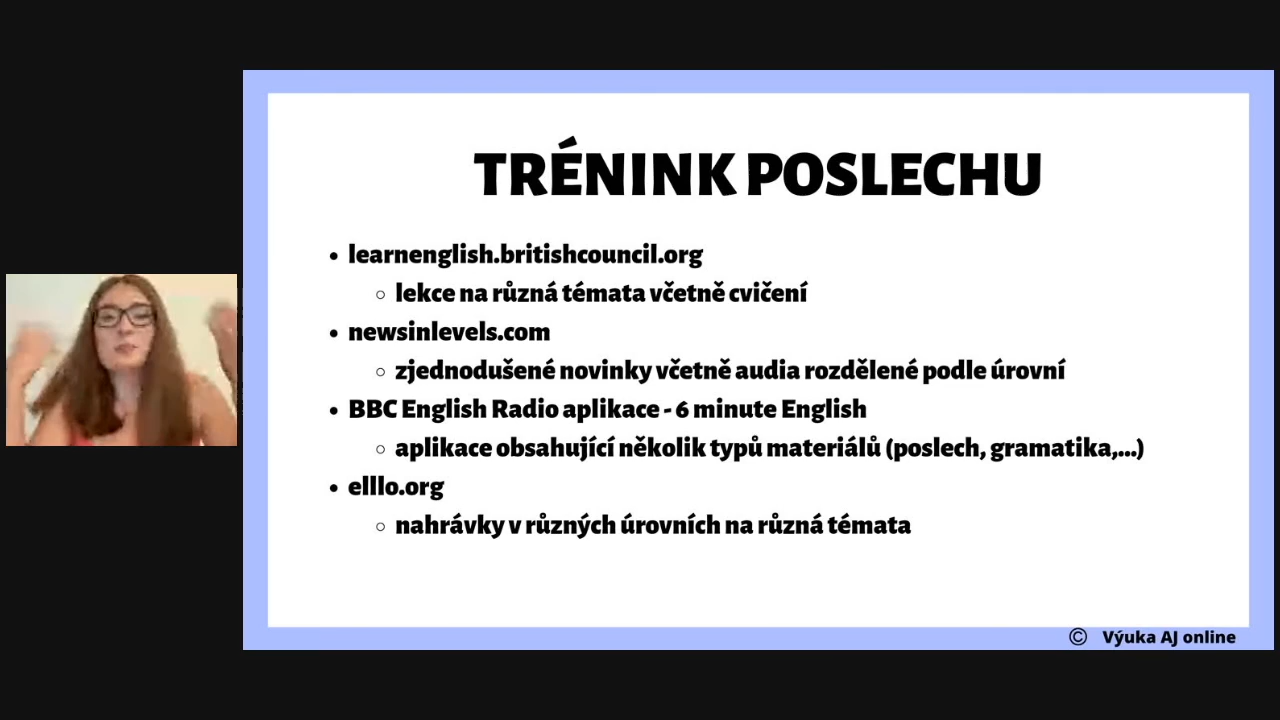 TRÉNINK POSLECHU
• learnenglish.britishcouncil.org
○ lekce na různá témata včetně cvičení
• newsinlevels.com
○ zjednodušené novinky včetně audia rozdělené podle úrovní
• BBC English Radio aplikace - 6 minute English
○ aplikace obsahující několik typů materiálů (poslech, gramatika,...)
• elllo.org
○ nahrávky v různých úrovních na různá témata
© Výuka AJ online